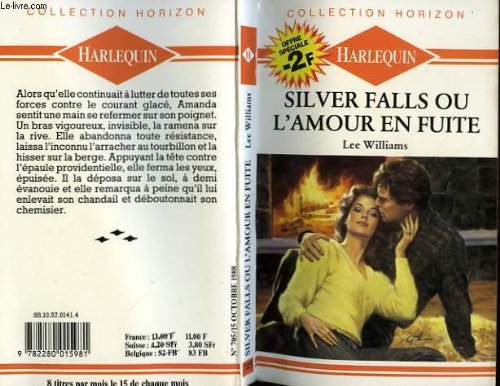 Le-livre.com
COLLECTION HORIZON
HARLEQUIN
Alors qu'elle continuait à lutter de toutes ses
forces contre le courant glacé, Amanda
sentit une main se refermer sur son poignet.
Un bras vigoureux, invisible, la ramena sur
la rive. Elle abandonna toute résistance,
laissa l'inconnu l'arracher au tourbillon et la
hisser sur la berge. Appuyant la tête contre
l'épaule providentielle, elle ferma les yeux,
épuisée. Il la déposa sur le sol, à demi
évanouie et elle remarqua à peine qu'il lui
enlevait son chandail et déboutonnait son
chemisier.
88.10.57.8141.4
9782280015981
France : 13,00 F 11,00 F
Suisse : 4,20 SFr 3,80 SFr
Belgique : 92 FB 83 FB
8 titres par mois le 15 de chaque mois
H
Lee Williams
SILVER FALLS OU L'AMOUR EN FUITE
N° 705/15 OCTOBRE 1988
COLLECTION HORIZON
OFFRE
SPÉCIALE
-2F
HARLEQUIN
SILVER FALLS OU
L'AMOUR EN FUITE
Lee Williams